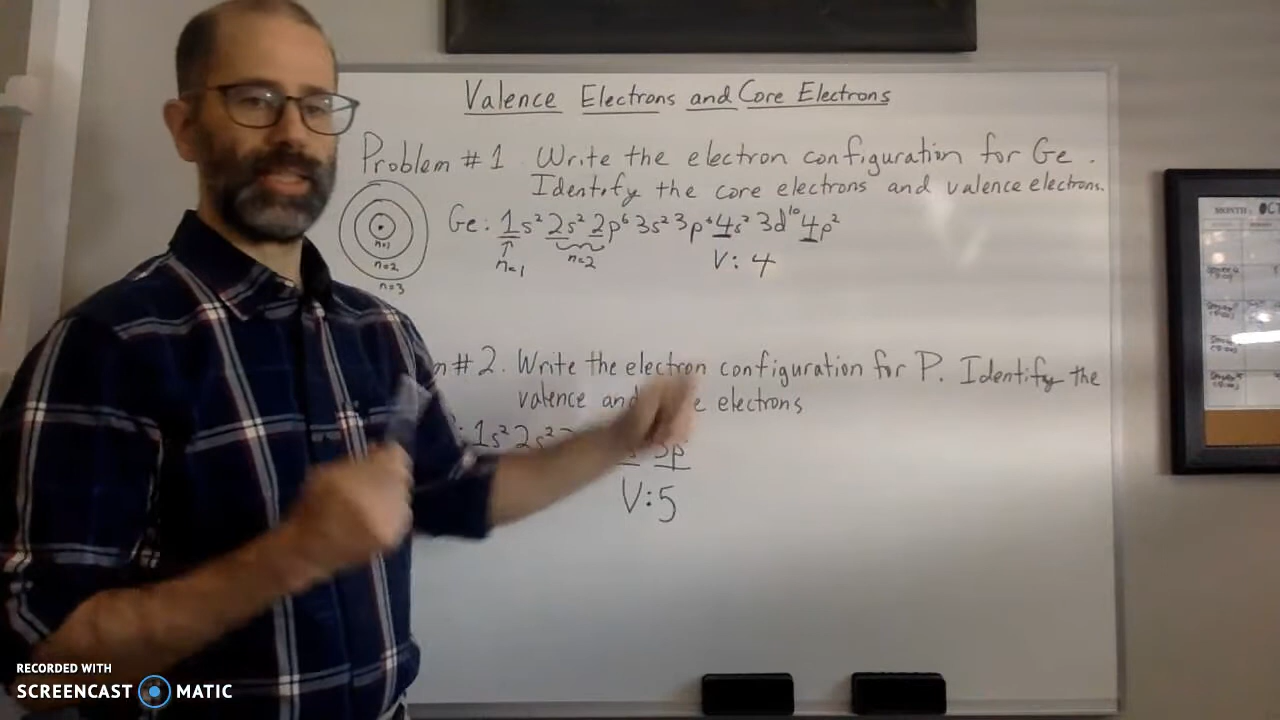 Valence Electrons and Core Electrons
Problem # 1 Write the electron configuration for Ge.
Identify the core electrons and valence electrons.
Ge: 1s² 2s² 2p⁶ 3s² 3p⁶ 4s² 3d¹⁰ 4p²
n=1 n=2
V: 4
n=1
n=2
n=3
# 2. Write the electron configuration for P. Identify the
valence and electrons
: 1s² 2s² 3p
V: 5
MONTH:
RECORDED WITH
SCREENCAST MATIC